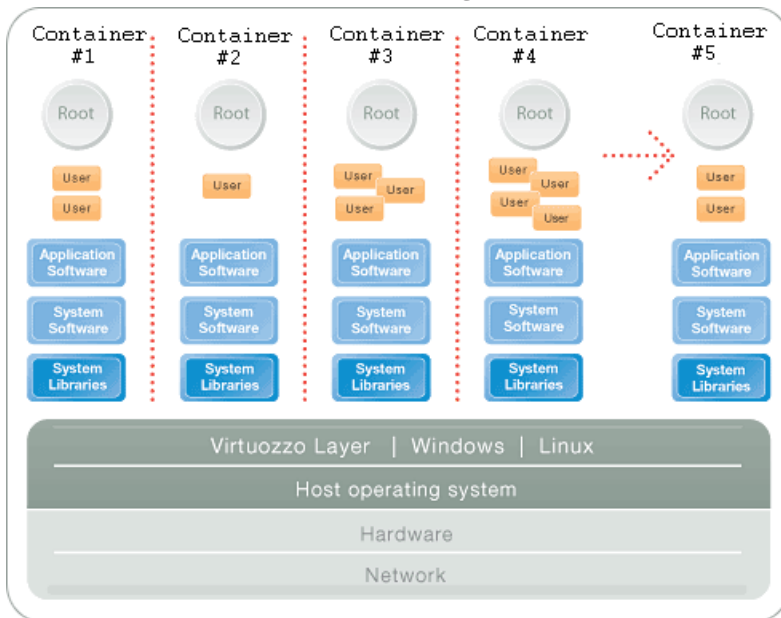 Container #1
Container #2
Container #3
Container #4
Container #5
Root
Root
Root
Root
Root
User
User
User
User
User
User
User
User
User
User
User
User
Application Software
Application Software
Application Software
Application Software
Application Software
System Software
System Software
System Software
System Software
System Software
System Libraries
System Libraries
System Libraries
System Libraries
System Libraries
Virtuozzo Layer | Windows | Linux
Host operating system
Hardware
Network